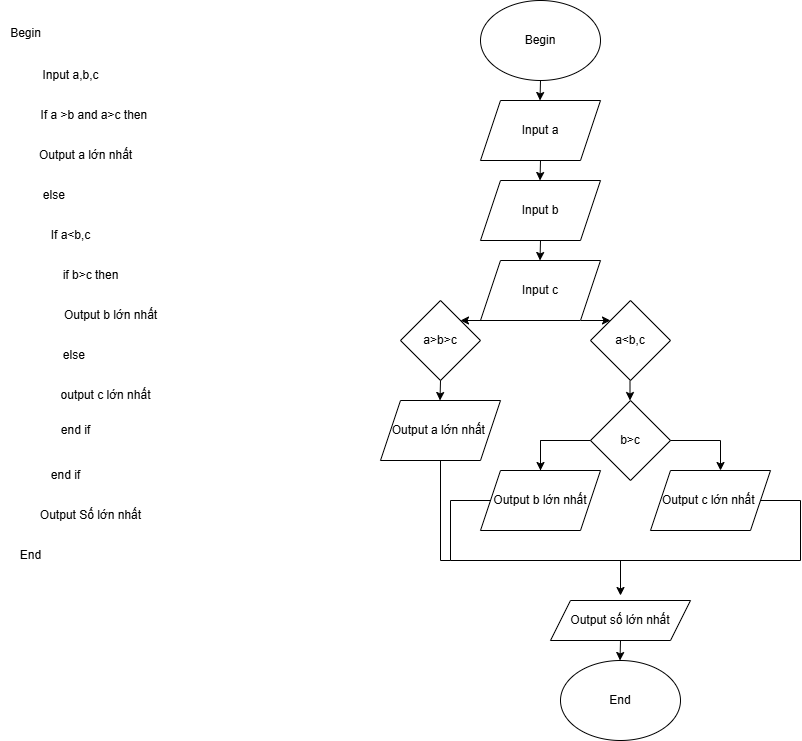 Begin
Input a,b,c
If a >b and a>c then
Output a lớn nhất
else
If a<b,c
if b>c then
Output b lớn nhất
else
output c lớn nhất
end if
end if
Output Số lớn nhất
End
Begin
Input a
Input b
Input c
a>b>c
a<b,c
Output a lớn nhất
b>c
Output b lớn nhất
Output c lớn nhất
Output số lớn nhất
End